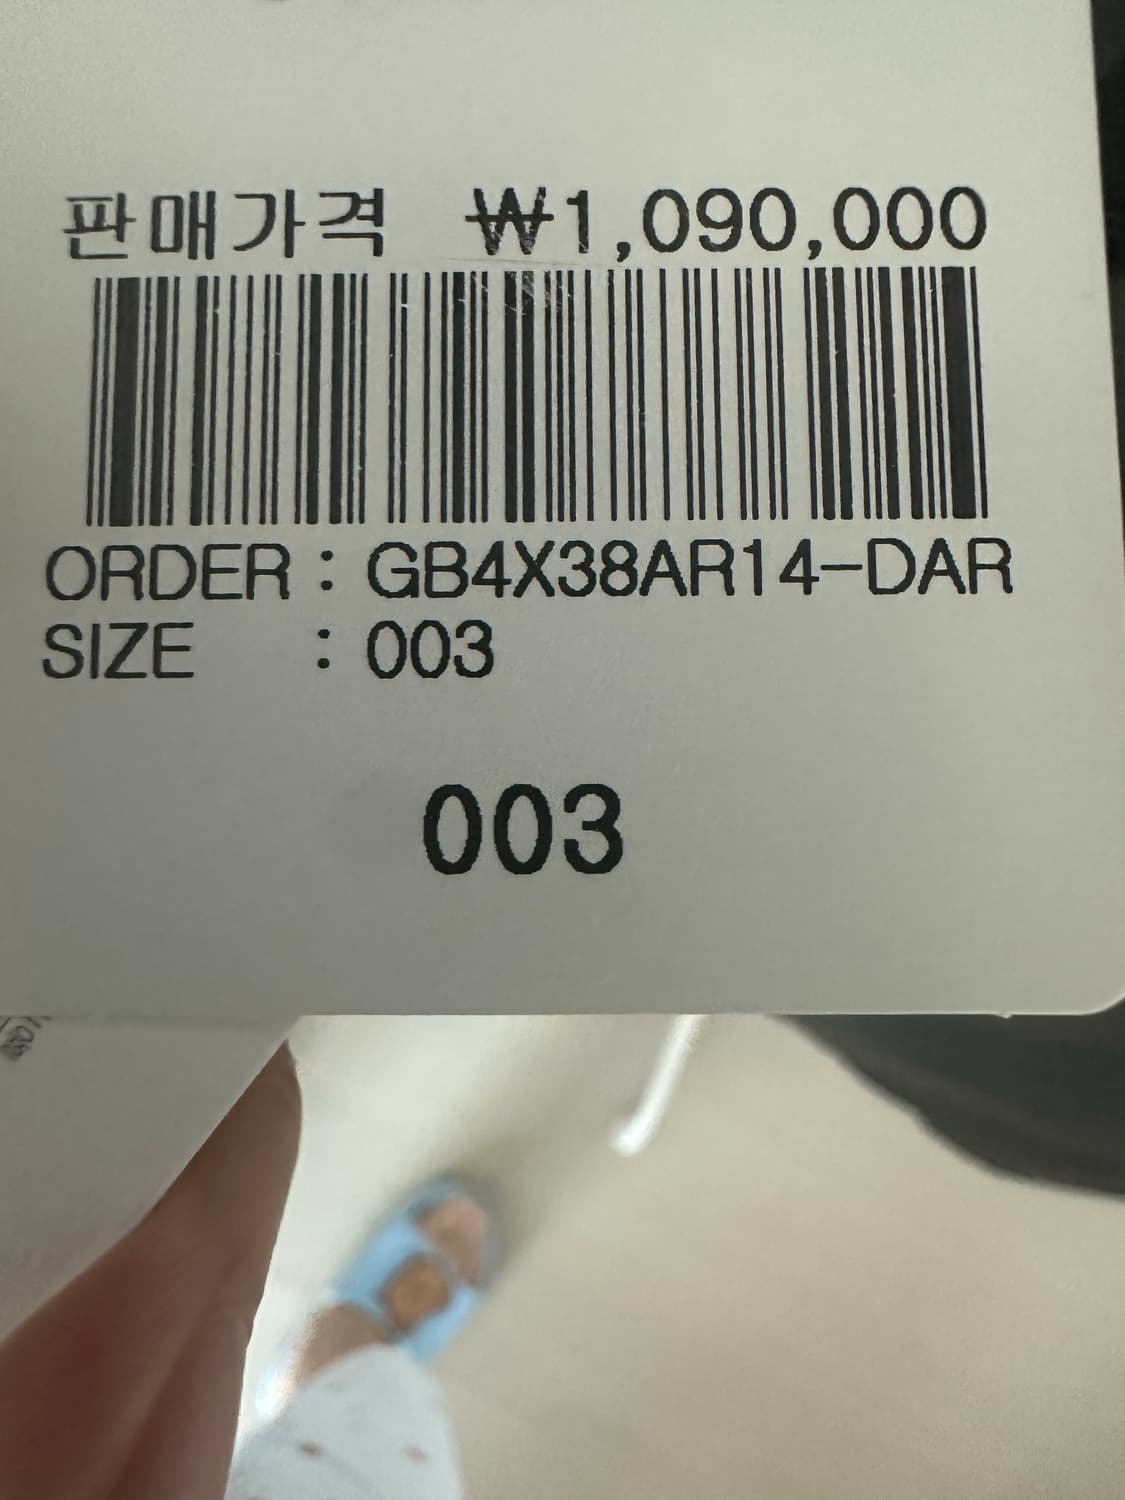 판매가격 ₩1,090,000
ORDER : GB4X38AR14-DAR
SIZE : 003
003